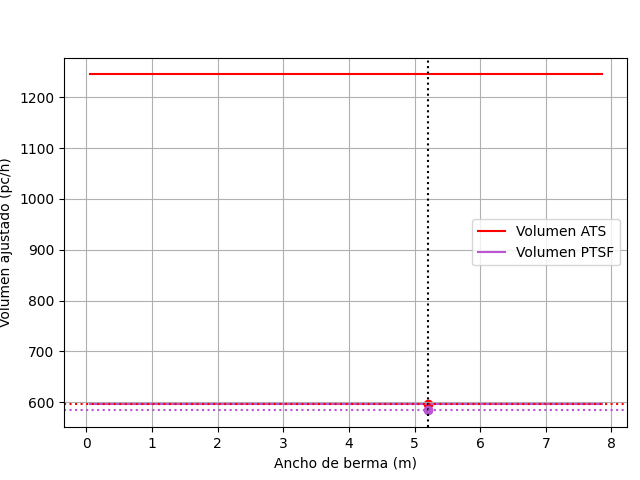 Volumen ajustado (pc/h)
1200
1100
1000
900
800
700
600
Volumen ATS
Volumen PTSF
0 1 2 3 4 5 6 7 8
Ancho de berma (m)